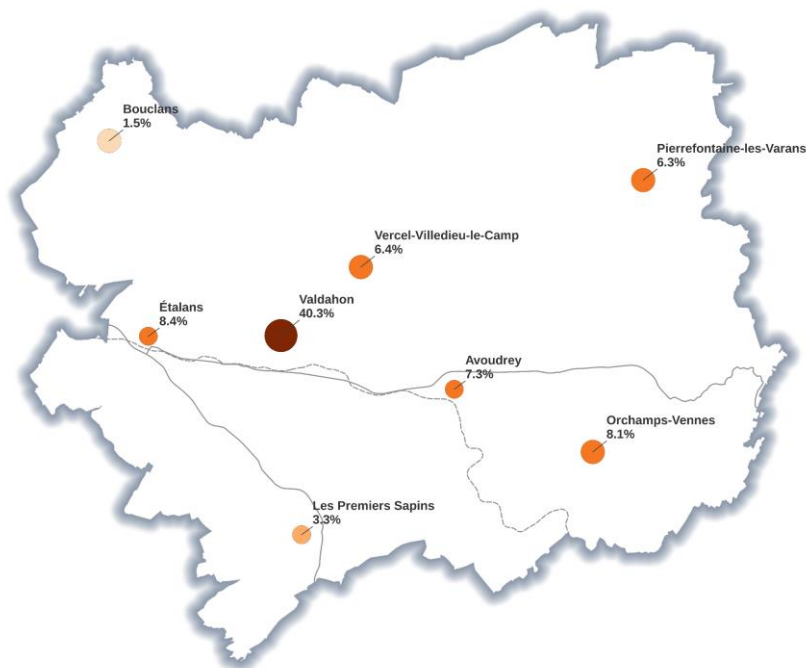 Bouclans
1.5%
Pierrefontaine-les-Varans
6.3%
Vercel-Villedieu-le-Camp
6.4%
Étalans
8.4%
Valdahon
40.3%
Avoudrey
7.3%
Orchamps-Vennes
8.1%
Les Premiers Sapins
3.3%